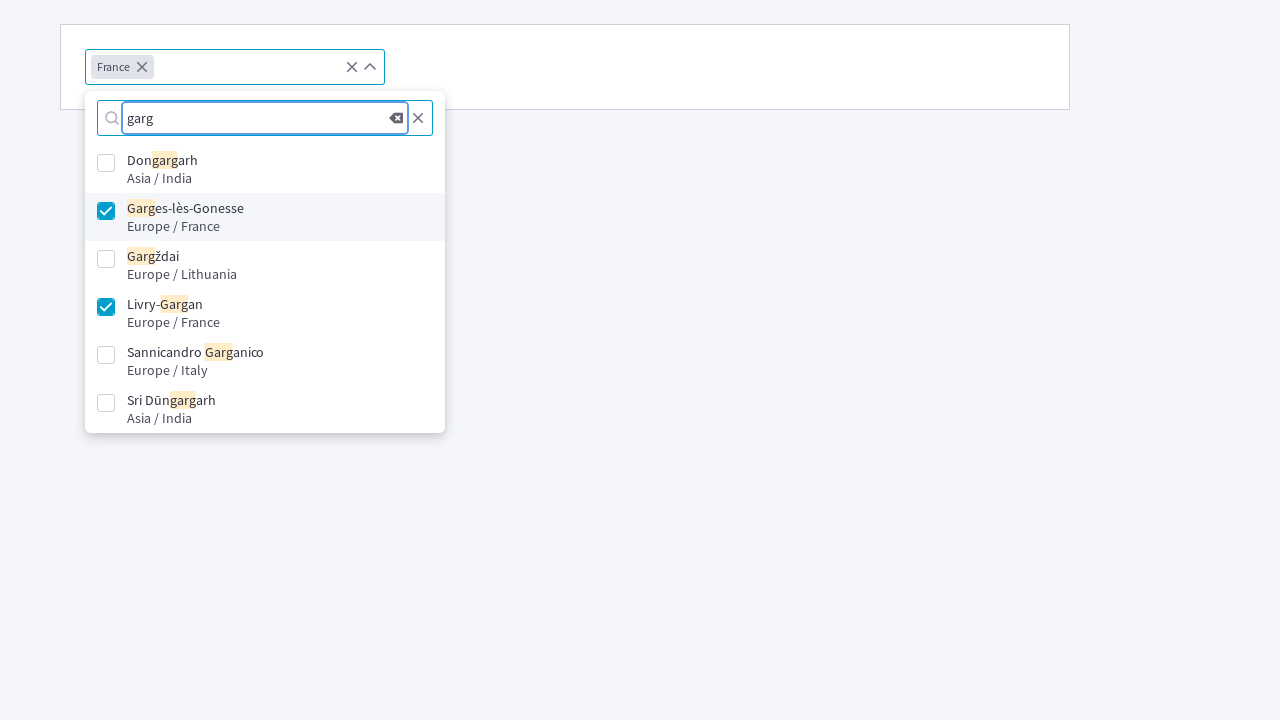 France
garg
Dongargarh
Asia / India
Garges-lès-Gonesse
Europe / France
Gargždai
Europe / Lithuania
Livry-Gargan
Europe / France
Sannicandro Garganico
Europe / Italy
Sri Dūngargarh
Asia / India